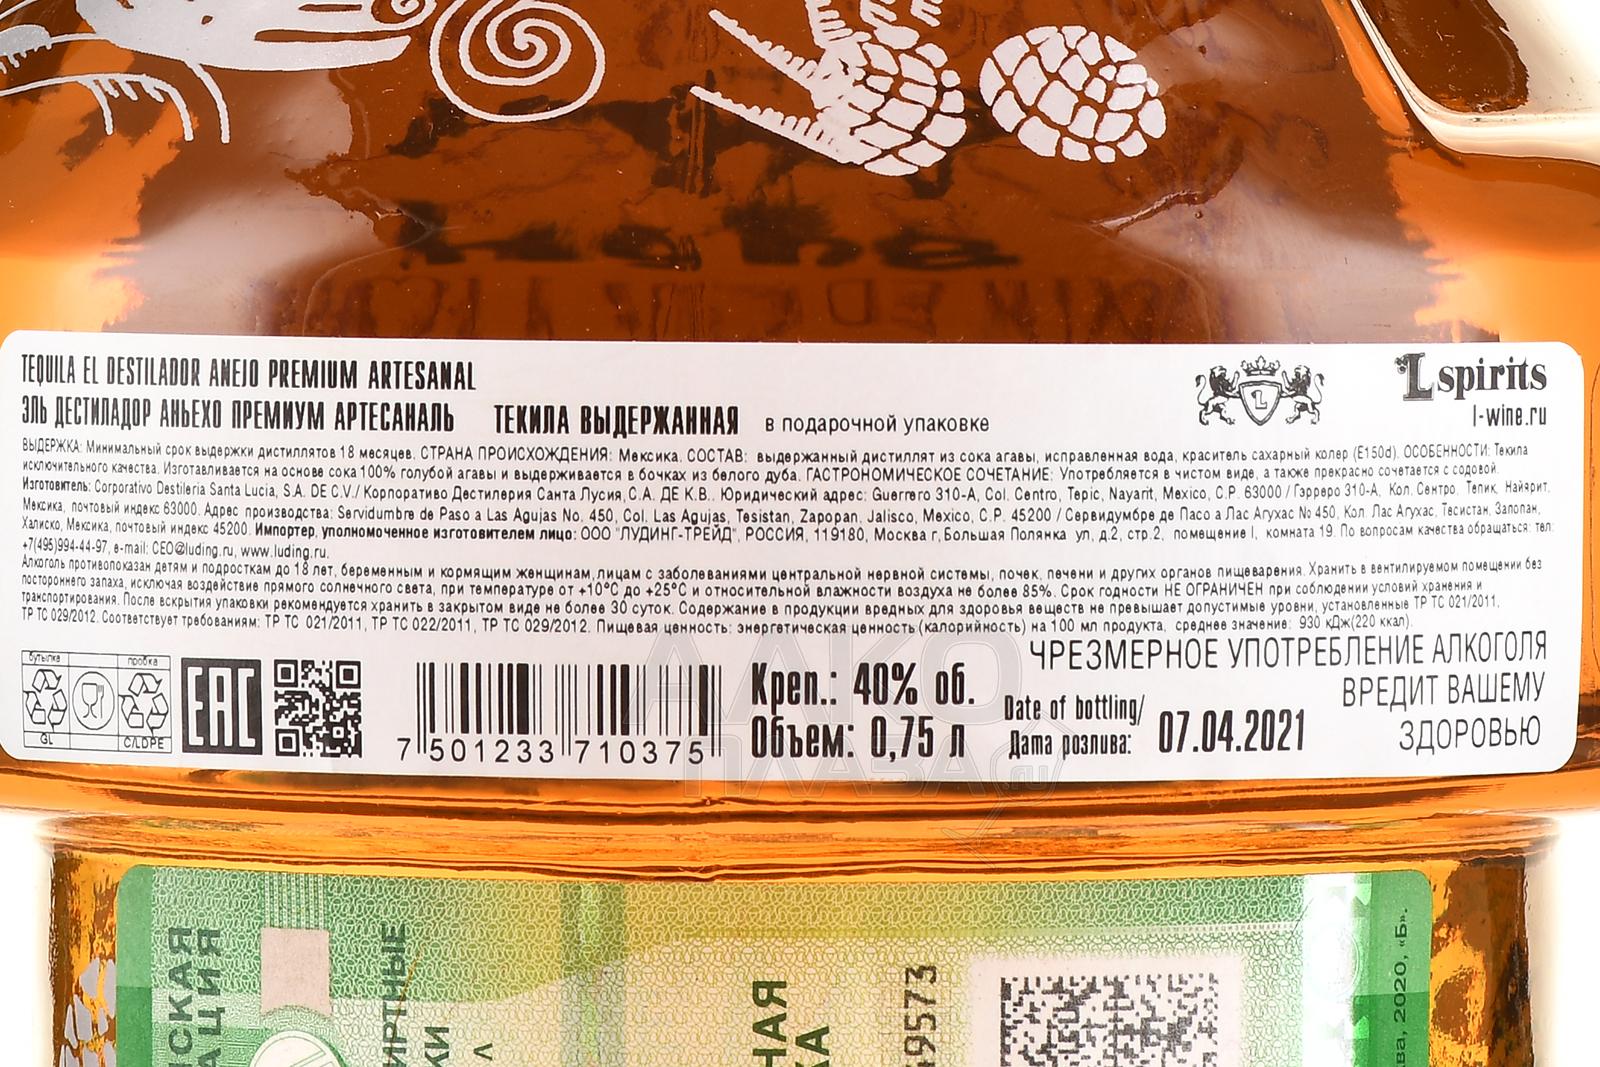 TEQUILA EL DESTILADOR ANEJO PREMIUM ARTESANAL
ЭЛЬ ДЕСТИЛАДОР АНЬЕХО ПРЕМИУМ АРТЕСАНАЛЬ ТЕКИЛА ВЫДЕРЖАННАЯ в подарочной упаковке
L spirits
l-wine.ru
ВЫДЕРЖКА: Минимальный срок выдержки дистиллятов 18 месяцев. СТРАНА ПРОИСХОЖДЕНИЯ: Мексика. СОСТАВ: выдержанный дистиллят из сока агавы, исправленная вода, краситель сахарный колер (E150d). ОСОБЕННОСТИ: Текила
исключительного качества. Изготавливается на основе сока 100% голубой агавы и выдерживается в бочках из белого дуба. ГАСТРОНОМИЧЕСКОЕ СОЧЕТАНИЕ: Употребляется в чистом виде, а также прекрасно сочетается с содовой.
Изготовитель: Corporativo Destileria Santa Lucia, S.A. DE C.V./ Корпоративо Дестилерия Санта Лусия,С.А. ДЕ К.В.. Юридический адрес: Guerrero 310-A, Col. Centro, Tepic, Nayarit, Mexico, C.P. 63000 / Гэрреро 310-A, Кол. Сентро, Тепик, Найярит,
Мексика, почтовый индекс 63000. Адрес производства: Servidumbre de Paso a Las Agujas No. 450, Col. Las Agujas, Tesistan, Zapopan, Jalisco, Mexico, C.P. 45200 / Сервидумбре де Пасо а Лас Агухас № 450, Кол. Лас Агухас, Тесистан, Запопан,
Халиско, Мексика, почтовый индекс 45200. Импортер, уполномоченное изготовителем лицо: ООО "ЛУДИНГ-ТРЕЙД", РОССИЯ, 119180, Москва г, Большая Полянка ул, д.2, стр.2, помещение I, комната 19. По вопросам качества обращаться: тел:
+7(495)994-44-97, e-mail: CEO@luding.ru, www.luding.ru.
Алкоголь противопоказан детям и подросткам до 18 лет, беременным и кормящим женщинам, лицам с заболеваниями центральной нервной системы, почек, печени и других органов пищеварения. Хранить в вентилируемом помещении без
постороннего запаха, исключая воздействие прямого солнечного света, при температуре от +10°С до +25°С и относительной влажности воздуха не более 85%. Срок годности НЕ ОГРАНИЧЕН при соблюдении условий хранения и
транспортирования. После вскрытия упаковки рекомендуется хранить в закрытом виде не более 30 суток. Содержание в продукции вредных для здоровья веществ не превышает допустимые уровни, установленные ТР ТС 021/2011,
ТР ТС 029/2012. Соответствует требованиям: ТР ТС 021/2011, ТР ТС 022/2011, ТР ТС 029/2012. Пищевая ценность: энергетическая ценность (калорийность) на 100 мл продукта, среднее значение: 930 кДж(220 ккал).
ЧРЕЗМЕРНОЕ УПОТРЕБЛЕНИЕ АЛКОГОЛЯ
ВРЕДИТ ВАШЕМУ
ЗДОРОВЬЮ
бутылка пробка
GL C/LDPE
EAC
7 501233 710375
Креп.: 40% об.
Объем: 0,75 л
Date of bottling/
Дата розлива: 07.04.2021
АЛКО
ПЛАЗА.ru
95573
ва, 2020, «Б».